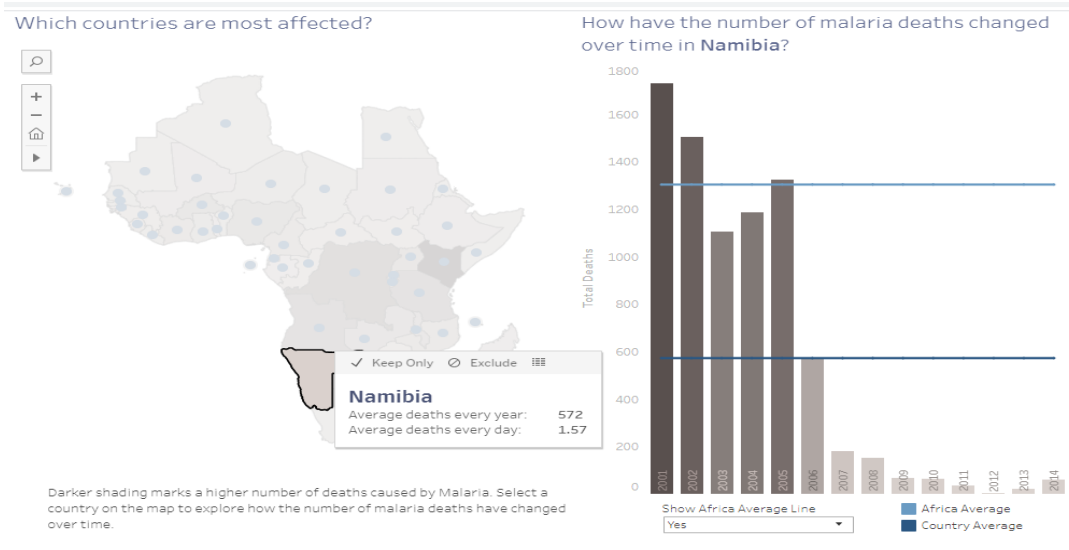 Which countries are most affected?
How have the number of malaria deaths changed
over time in Namibia?
Keep Only Exclude
Namibia
Average deaths every year: 572
Average deaths every day: 1.57
Darker shading marks a higher number of deaths caused by Malaria. Select a
country on the map to explore how the number of malaria deaths have changed
over time.
Total Deaths
1800
1600
1400
1200
1000
800
600
400
200
0
2001 2002 2003 2004 2005 2006 2007 2008 2009 2010 2011 2012 2013 2014
Show Africa Average Line
Yes
Africa Average
Country Average